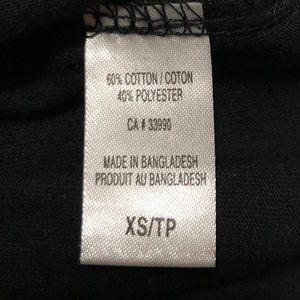 60% COTTON / COTON
40% POLYESTER
CA # 33990
MADE IN BANGLADESH
PRODUIT AU BANGLADESH
XS/TP